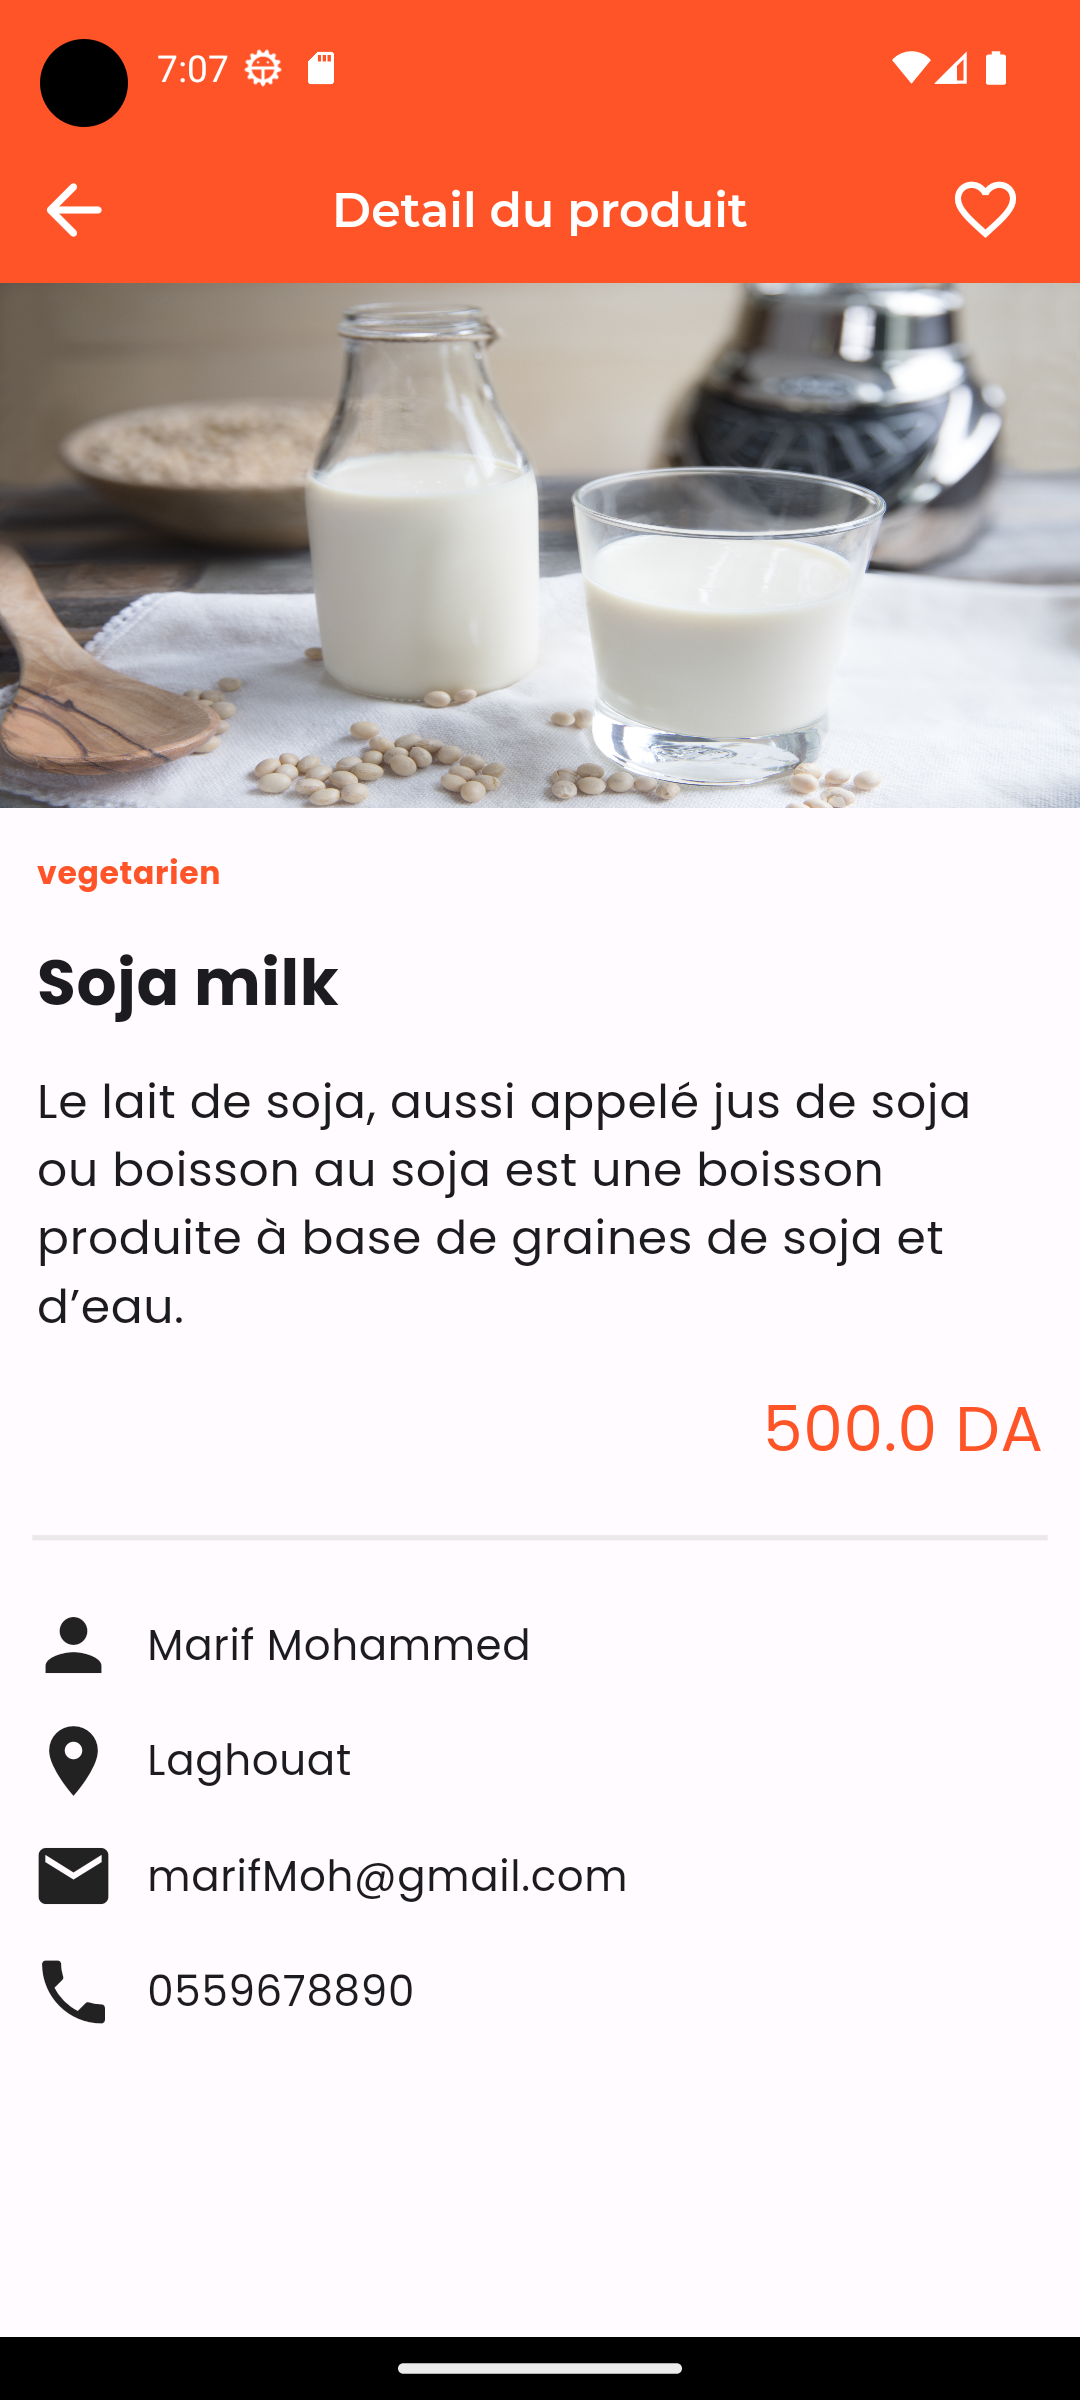 7:07
Detail du produit
vegetarien
Soja milk
Le lait de soja, aussi appelé jus de soja
ou boisson au soja est une boisson
produite à base de graines de soja et
d’eau.
500.0 DA
Marif Mohammed
Laghouat
marifMoh@gmail.com
0559678890